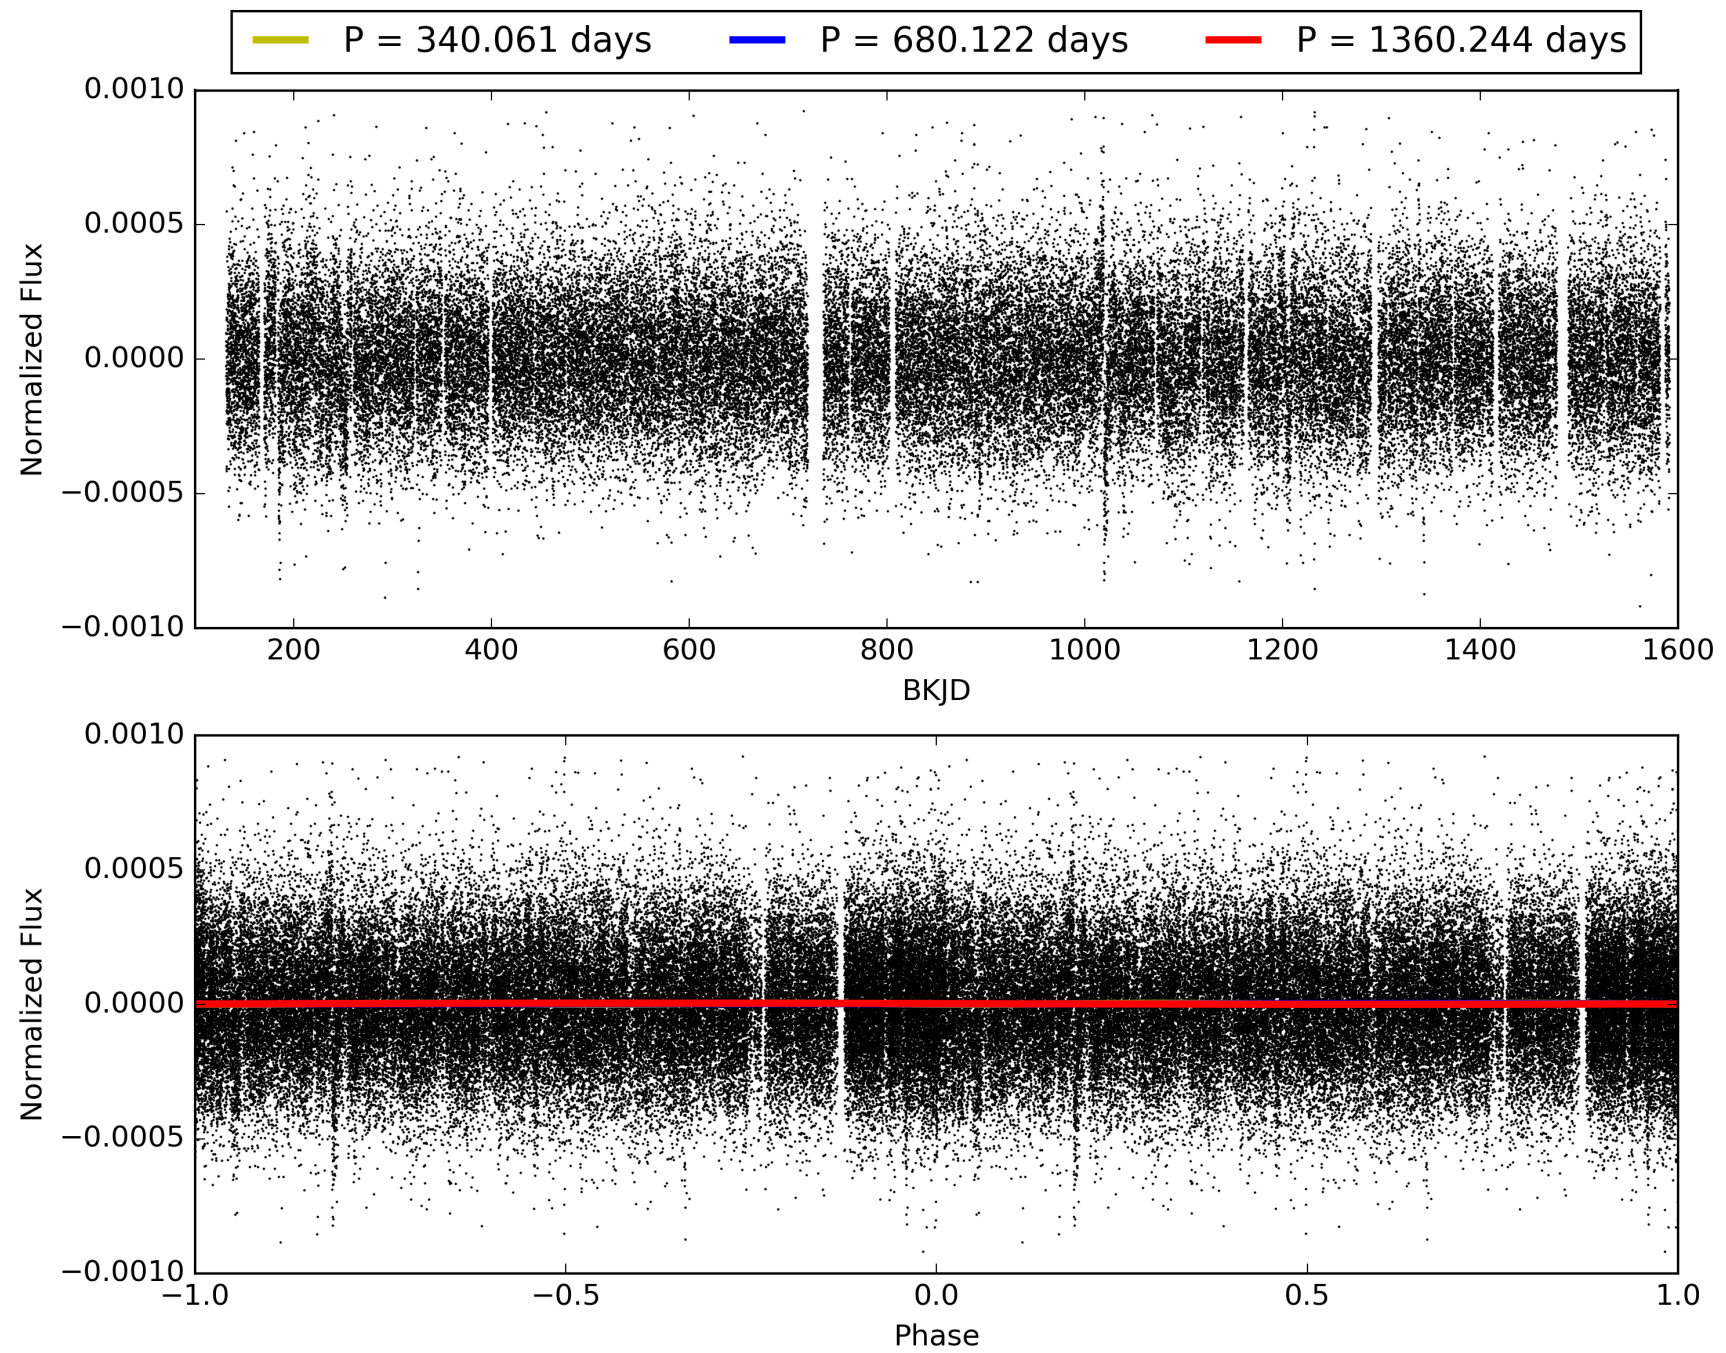 P = 340.061 days P = 680.122 days P = 1360.244 days
0.0010
0.0005
0.0000
−0.0005
−0.0010
Normalized Flux
200 400 600 800 1000 1200 1400 1600
BKJD
0.0010
0.0005
0.0000
−0.0005
−0.0010
Normalized Flux
−1.0 −0.5 0.0 0.5 1.0
Phase